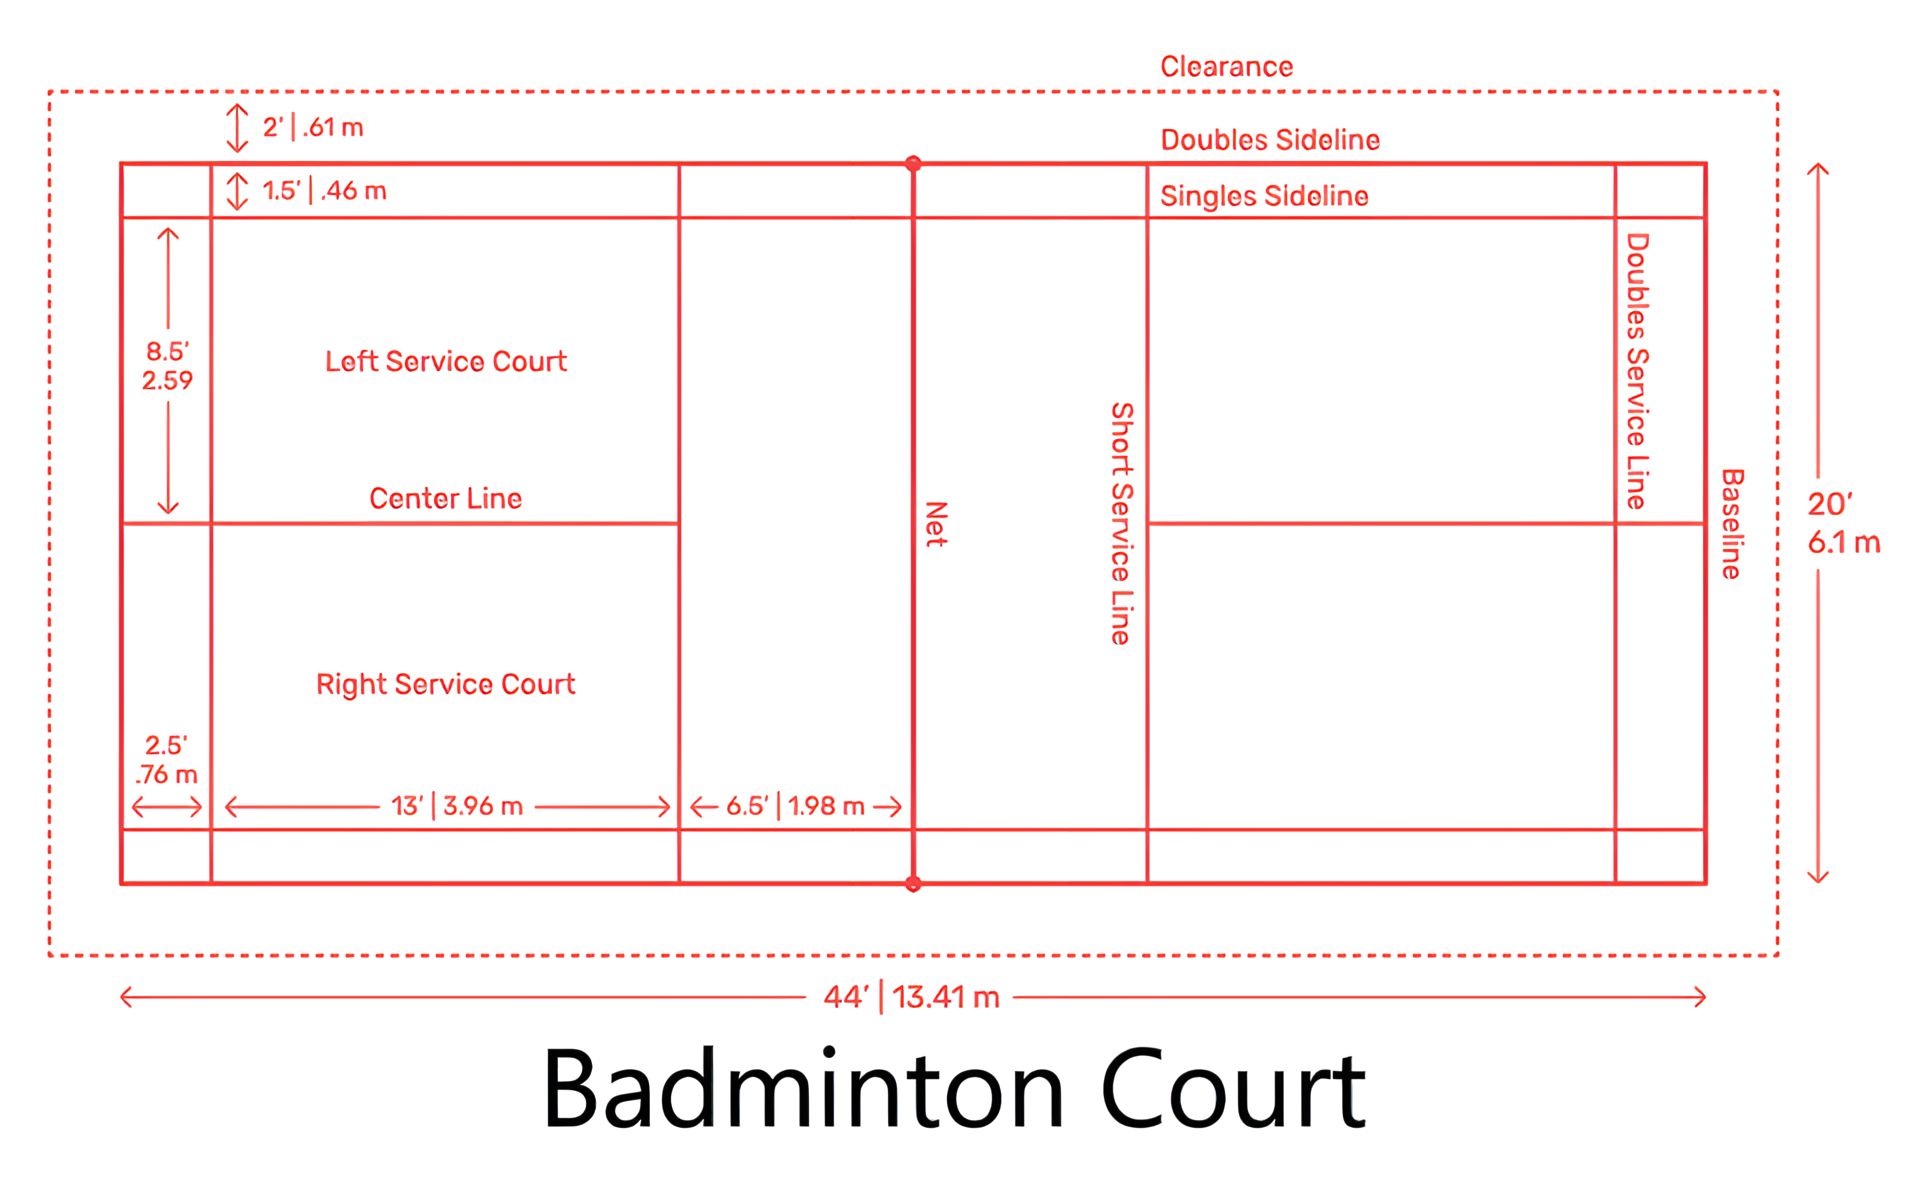 Clearance
2' | .61 m
Doubles Sideline
1.5' | .46 m
Singles Sideline
8.5'
2.59
Left Service Court
Doubles Service Line
Center Line
Net
Short Service Line
Baseline
20'
6.1 m
Right Service Court
2.5'
.76 m
13' | 3.96 m
6.5' | 1.98 m
44' | 13.41 m
Badminton Court